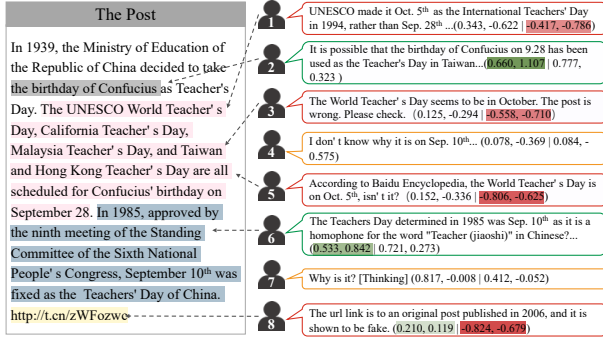 The Post
In 1939, the Ministry of Education of
the Republic of China decided to take
the birthday of Confucius as Teacher's
Day. The UNESCO World Teacher' s
Day, California Teacher' s Day,
Malaysia Teacher' s Day, and Taiwan
and Hong Kong Teacher' s Day are all
scheduled for Confucius' birthday on
September 28. In 1985, approved by
the ninth meeting of the Standing
Committee of the Sixth National
People' s Congress, September 10th was
fixed as the Teachers' Day of China.
http://t.cn/zWFozwc
1
UNESCO made it Oct. 5th as the International Teachers' Day
in 1994, rather than Sep. 28th ...(0.343, -0.622 | -0.417, -0.786)
2
It is possible that the birthday of Confucius on 9.28 has been
used as the Teacher's Day in Taiwan...(0.660, 1.107 | 0.777,
0.323 )
3
The World Teacher' s Day seems to be in October. The post is
wrong. Please check. (0.125, -0.294 | -0.558, -0.710)
4
I don' t know why it is on Sep. 10th... (0.078, -0.369 | 0.084, -
0.575)
5
According to Baidu Encyclopedia, the World Teacher' s Day is
on Oct. 5th, isn' t it? (0.152, -0.336 | -0.806, -0.625)
6
The Teachers Day determined in 1985 was Sep. 10th as it is a
homophone for the word "Teacher (jiaoshi)" in Chinese?...
(0.533, 0.842 | 0.721, 0.273)
7
Why is it? [Thinking] (0.817, -0.008 | 0.412, -0.052)
8
The url link is to an original post published in 2006, and it is
shown to be fake. (0.210, 0.119 | -0.824, -0.679)